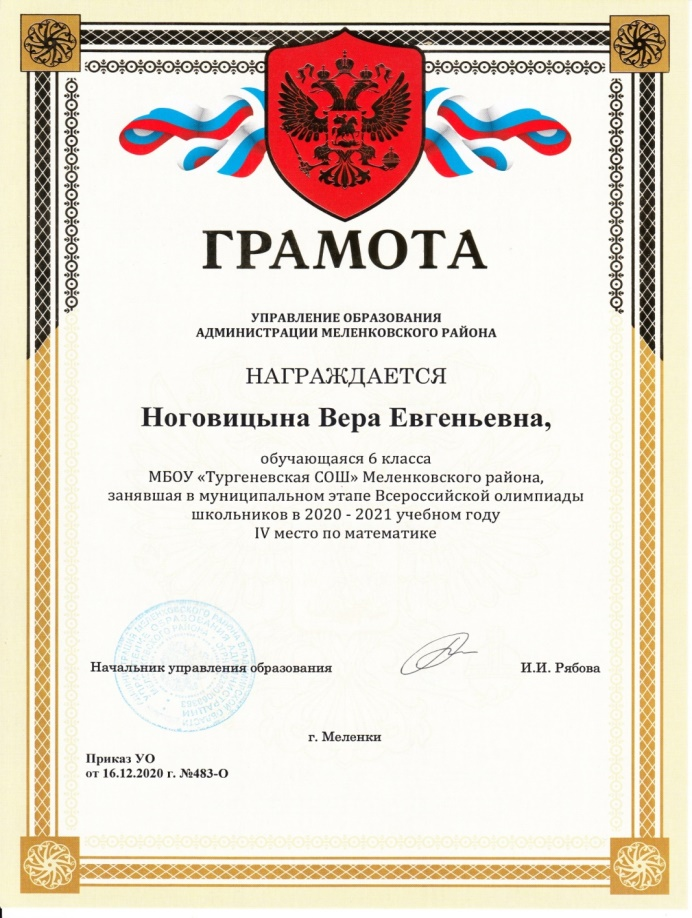 ГРАМОТА
УПРАВЛЕНИЕ ОБРАЗОВАНИЯ
АДМИНИСТРАЦИИ МЕЛЕНКОВСКОГО РАЙОНА
НАГРАЖДАЕТСЯ
Ноговицына Вера Евгеньевна,
обучающаяся 6 класса
МБОУ «Тургеневская СОШ» Меленковского района,
занявшая в муниципальном этапе Всероссийской олимпиады
школьников в 2020 - 2021 учебном году
IV место по математике
Начальник управления образования И.И. Рябова
г. Меленки
Приказ УО
от 16.12.2020 г. №483-О